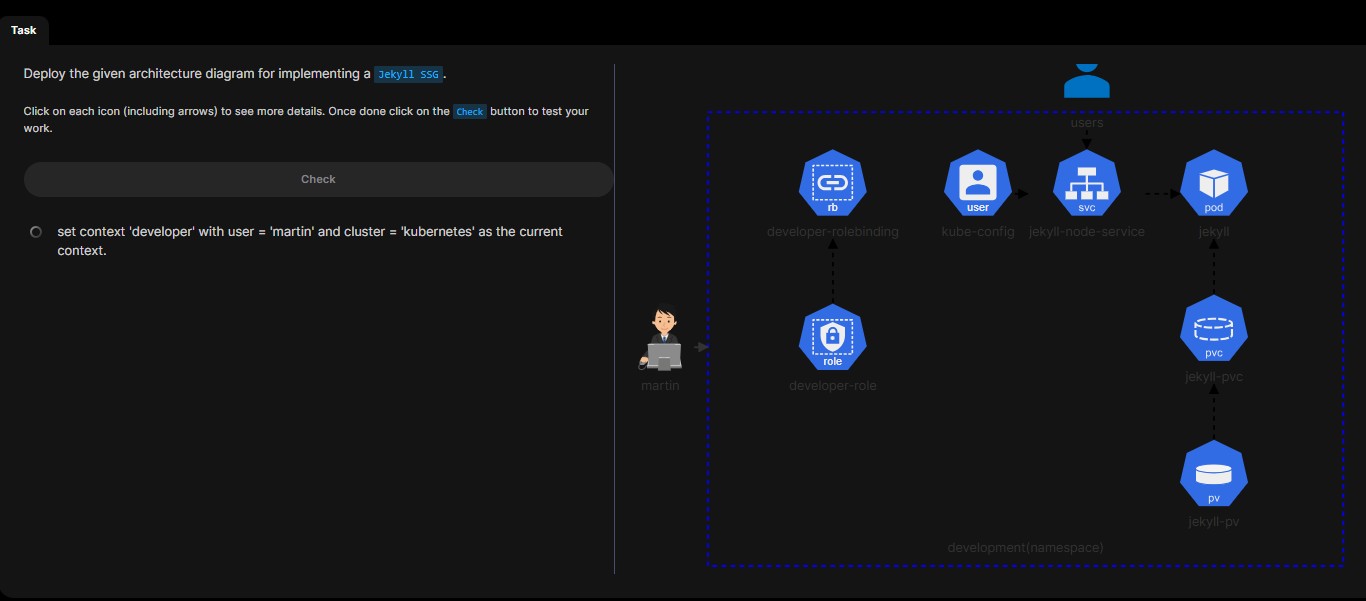 Task
Deploy the given architecture diagram for implementing a Jekyll SSG.
Click on each icon (including arrows) to see more details. Once done click on the Check button to test your
work.
Check
set context 'developer' with user = 'martin' and cluster = 'kubernetes' as the current
context.
users
rb
user
svc
pod
developer-rolebinding
kube-config
jekyll-node-service
jekyll
role
developer-role
martin
pvc
jekyll-pvc
pv
jekyll-pv
development(namespace)